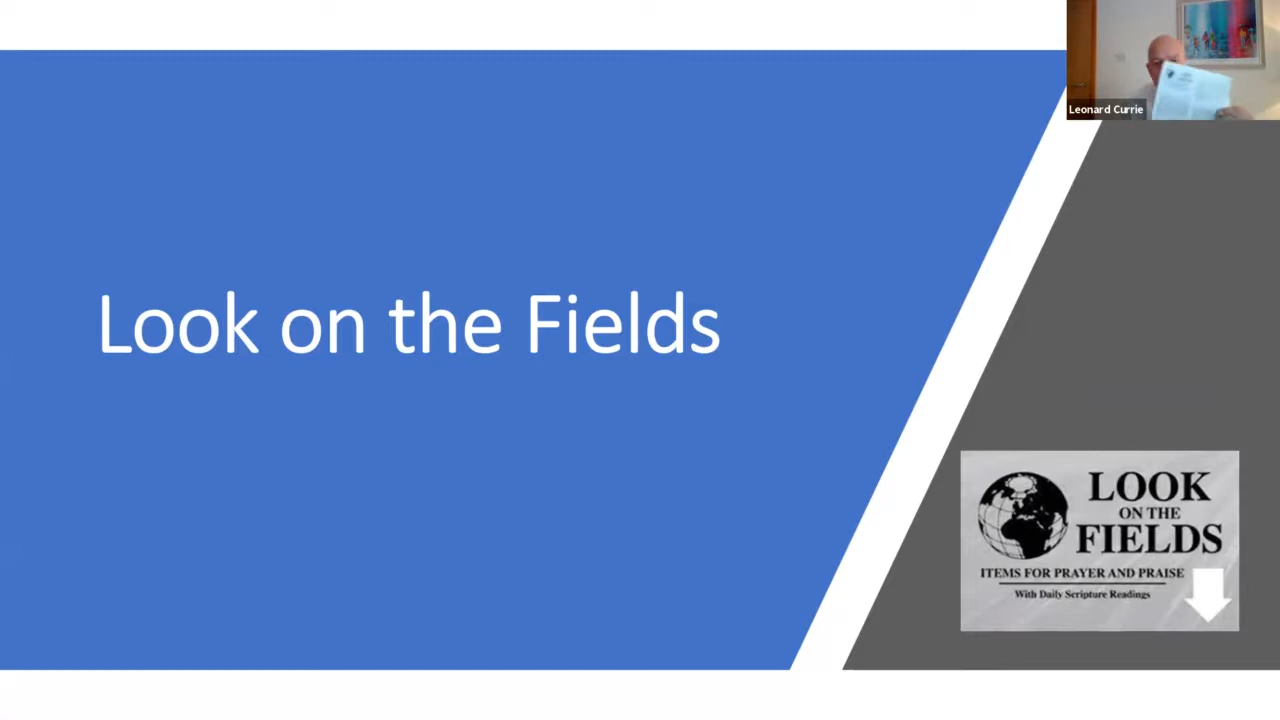 Leonard Currie
Look on the Fields
LOOK
ON THE
FIELDS
ITEMS FOR PRAYER AND PRAISE
With Daily Scripture Readings